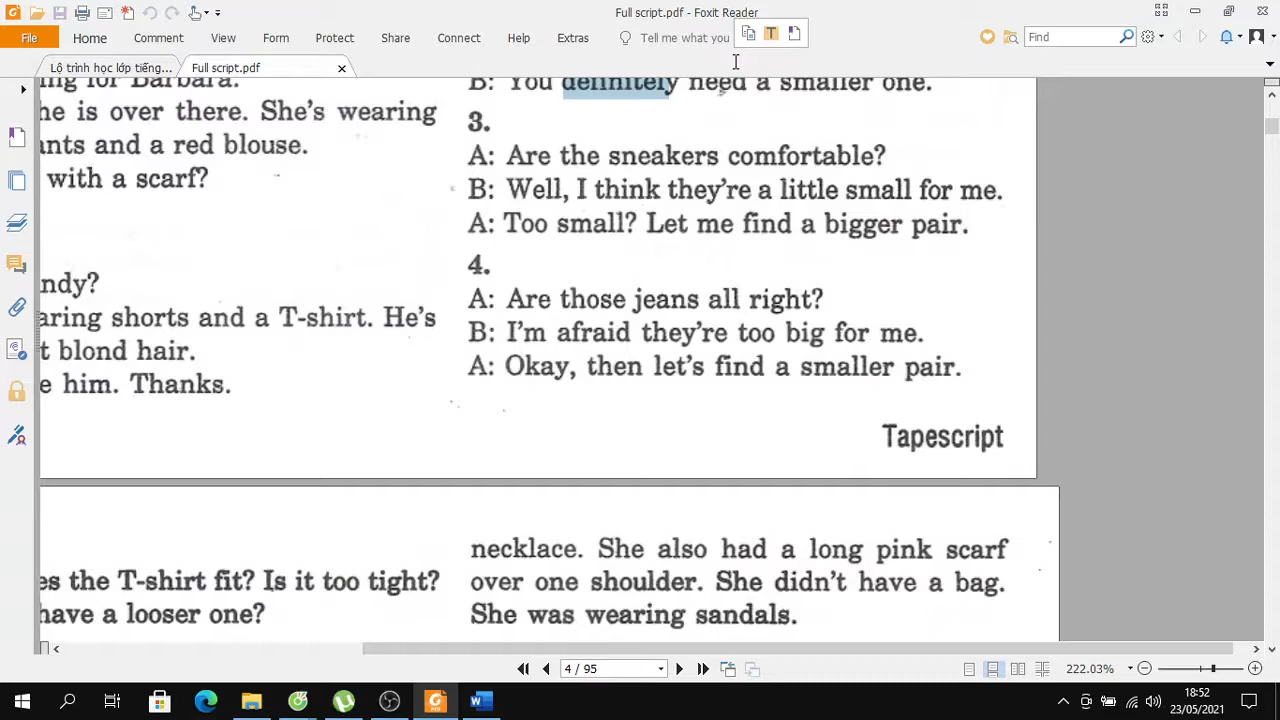 Full script.pdf - Foxit Reader
File
Home
Comment
View
Form
Protect
Share
Connect
Help
Extras
Tell me what you
Find
Lộ trình học lớp tiếng...
Full script.pdf
ing for Barbara.
he is over there. She's wearing
ants and a red blouse.
with a scarf?
ndy?
aring shorts and a T-shirt. He's
t blond hair.
e him. Thanks.
B: You definitely need a smaller one.
3.
A: Are the sneakers comfortable?
B: Well, I think they're a little small for me.
A: Too small? Let me find a bigger pair.
4.
A: Are those jeans all right?
B: I'm afraid they're too big for me.
A: Okay, then let's find a smaller pair.
Tapescript
es the T-shirt fit? Is it too tight?
have a looser one?
necklace. She also had a long pink scarf
over one shoulder. She didn't have a bag.
She was wearing sandals.
4 / 95
222.03%
18:52
23/05/2021